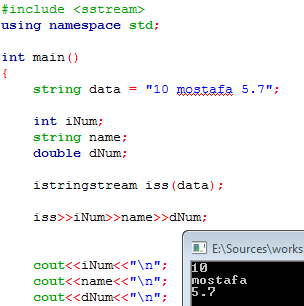 #include <sstream>
using namespace std;
int main()
{
string data = "10 mostafa 5.7";
int iNum;
string name;
double dNum;
istringstream iss(data);
iss>>iNum>>name>>dNum;
cout<<iNum<<"\n";
cout<<name<<"\n";
cout<<dNum<<"\n";
E:\Sources\works
10
mostafa
5.7